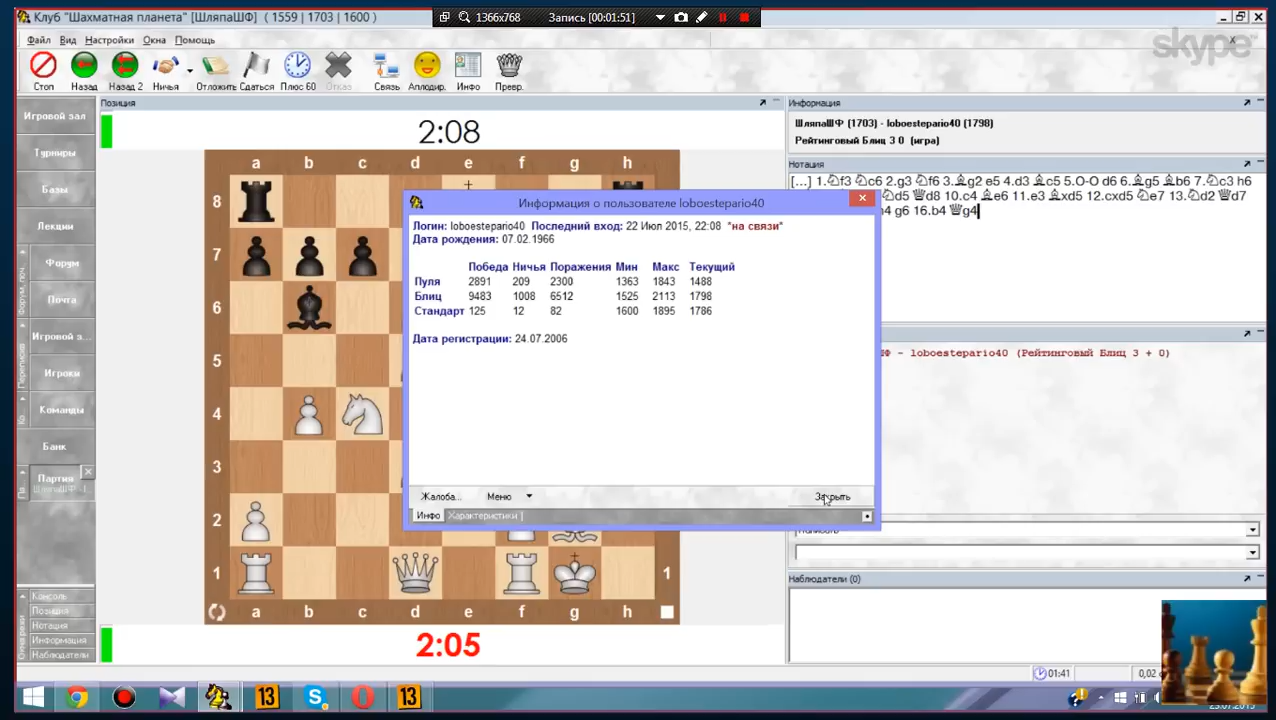 Клуб "Шахматная планета" [ШляпаШФ] ( 1559 | 1703 | 1600 )
1366x768
Запись [00:01:51]
skype
Файл Вид Настройки Окна Помощь
Стоп Назад Назад 2 Ничья Отложить Сдаться Плюс 60 Отказ Связь Аплодир. Инфо Превр.
Игровой зал
Турниры
Базы
Лекции
Форум
Почта
Игровой з...
Игроки
Команды
Банк
Партия
Форум, поч.
Переписка
Консоль
Позиция
Нотация
Информация
Наблюдатели
Позиция
2:08
a b c d e f g h
8
7
6
5
4
3
2
1
1
a b c d e f g h
2:05
Информация о пользователе loboestepario40
Логин: loboestepario40 Последний вход: 22 Июл 2015, 22:08 "на связи"
Дата рождения: 07.02.1966
Победа Ничья Поражения Мин Макс Текущий
Пуля 2891 209 2300 1363 1843 1488
Блиц 9483 1008 6512 1525 2113 1798
Стандарт 125 12 82 1600 1895 1786
Дата регистрации: 24.07.2006
Жалоба... Меню Закрыть
Инфо Характеристики
Информация
ШляпаШФ (1703) - loboestepario40 (1798)
Рейтинговый Блиц 3 0 (игра)
Нотация
[...] 1.♘f3 ♘c6 2.g3 ♘f6 3.♗g2 e5 4.d3 ♗c5 5.O-O d6 6.♗g5 ♗b6 7.♘c3 h6
♘d5 ♕d8 10.c4 ♗e6 11.e3 ♗xd5 12.cxd5 ♘e7 13.♘d2 ♕d7
g6 16.b4 ♕g4
- loboestepario40 (Рейтинговый Блиц 3 + 0)
Наблюдатели (0)
01:41
0,02
13
13